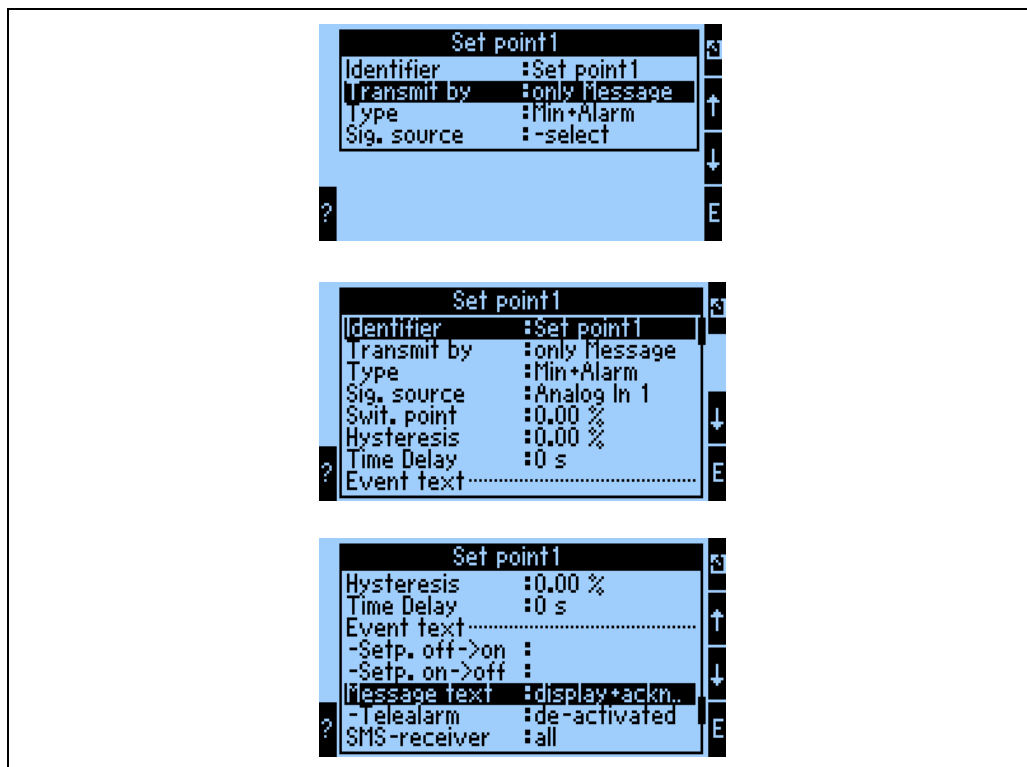 Set point1
Identifier :Set point1
Transmit by :only Message
Type :Min+Alarm
Sig. source :-select
↑
↓
? E
Set point1
Identifier :Set point1
Transmit by :only Message
Type :Min+Alarm
Sig. source :Analog In 1
Swit. point :0.00 %
Hysteresis :0.00 %
Time Delay :0 s
Event text
↓
? E
Set point1
Hysteresis :0.00 %
Time Delay :0 s
Event text
-Setp. off->on :
-Setp. on->off :
Message text :display+ackn..
-Telealarm :de-activated
SMS-receiver :all
↑
↓
? E